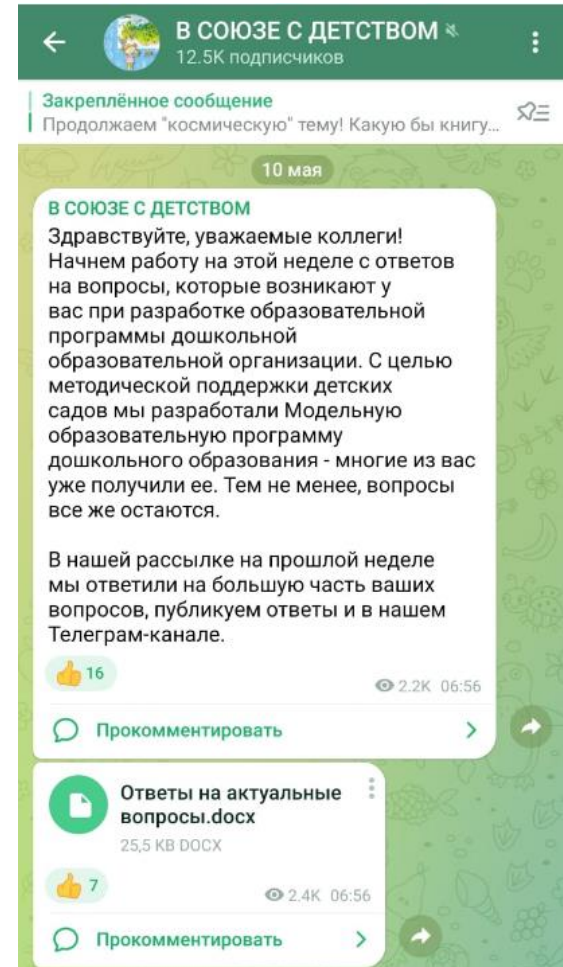 В СОЮЗЕ С ДЕТСТВОМ
12.5K подписчиков
Закреплённое сообщение
Продолжаем "космическую" тему! Какую бы книгу...
10 мая
В СОЮЗЕ С ДЕТСТВОМ
Здравствуйте, уважаемые коллеги!
Начнем работу на этой неделе с ответов
на вопросы, которые возникают у
вас при разработке образовательной
программы дошкольной
образовательной организации. С целью
методической поддержки детских
садов мы разработали Модельную
образовательную программу
дошкольного образования - многие из вас
уже получили ее. Тем не менее, вопросы
все же остаются.
В нашей рассылке на прошлой неделе
мы ответили на большую часть ваших
вопросов, публикуем ответы и в нашем
Телеграм-канале.
👍 16
2.2K 06:56
Прокомментировать
Ответы на актуальные
вопросы.docx
25,5 KB DOCX
👍 7
2.4K 06:56
Прокомментировать